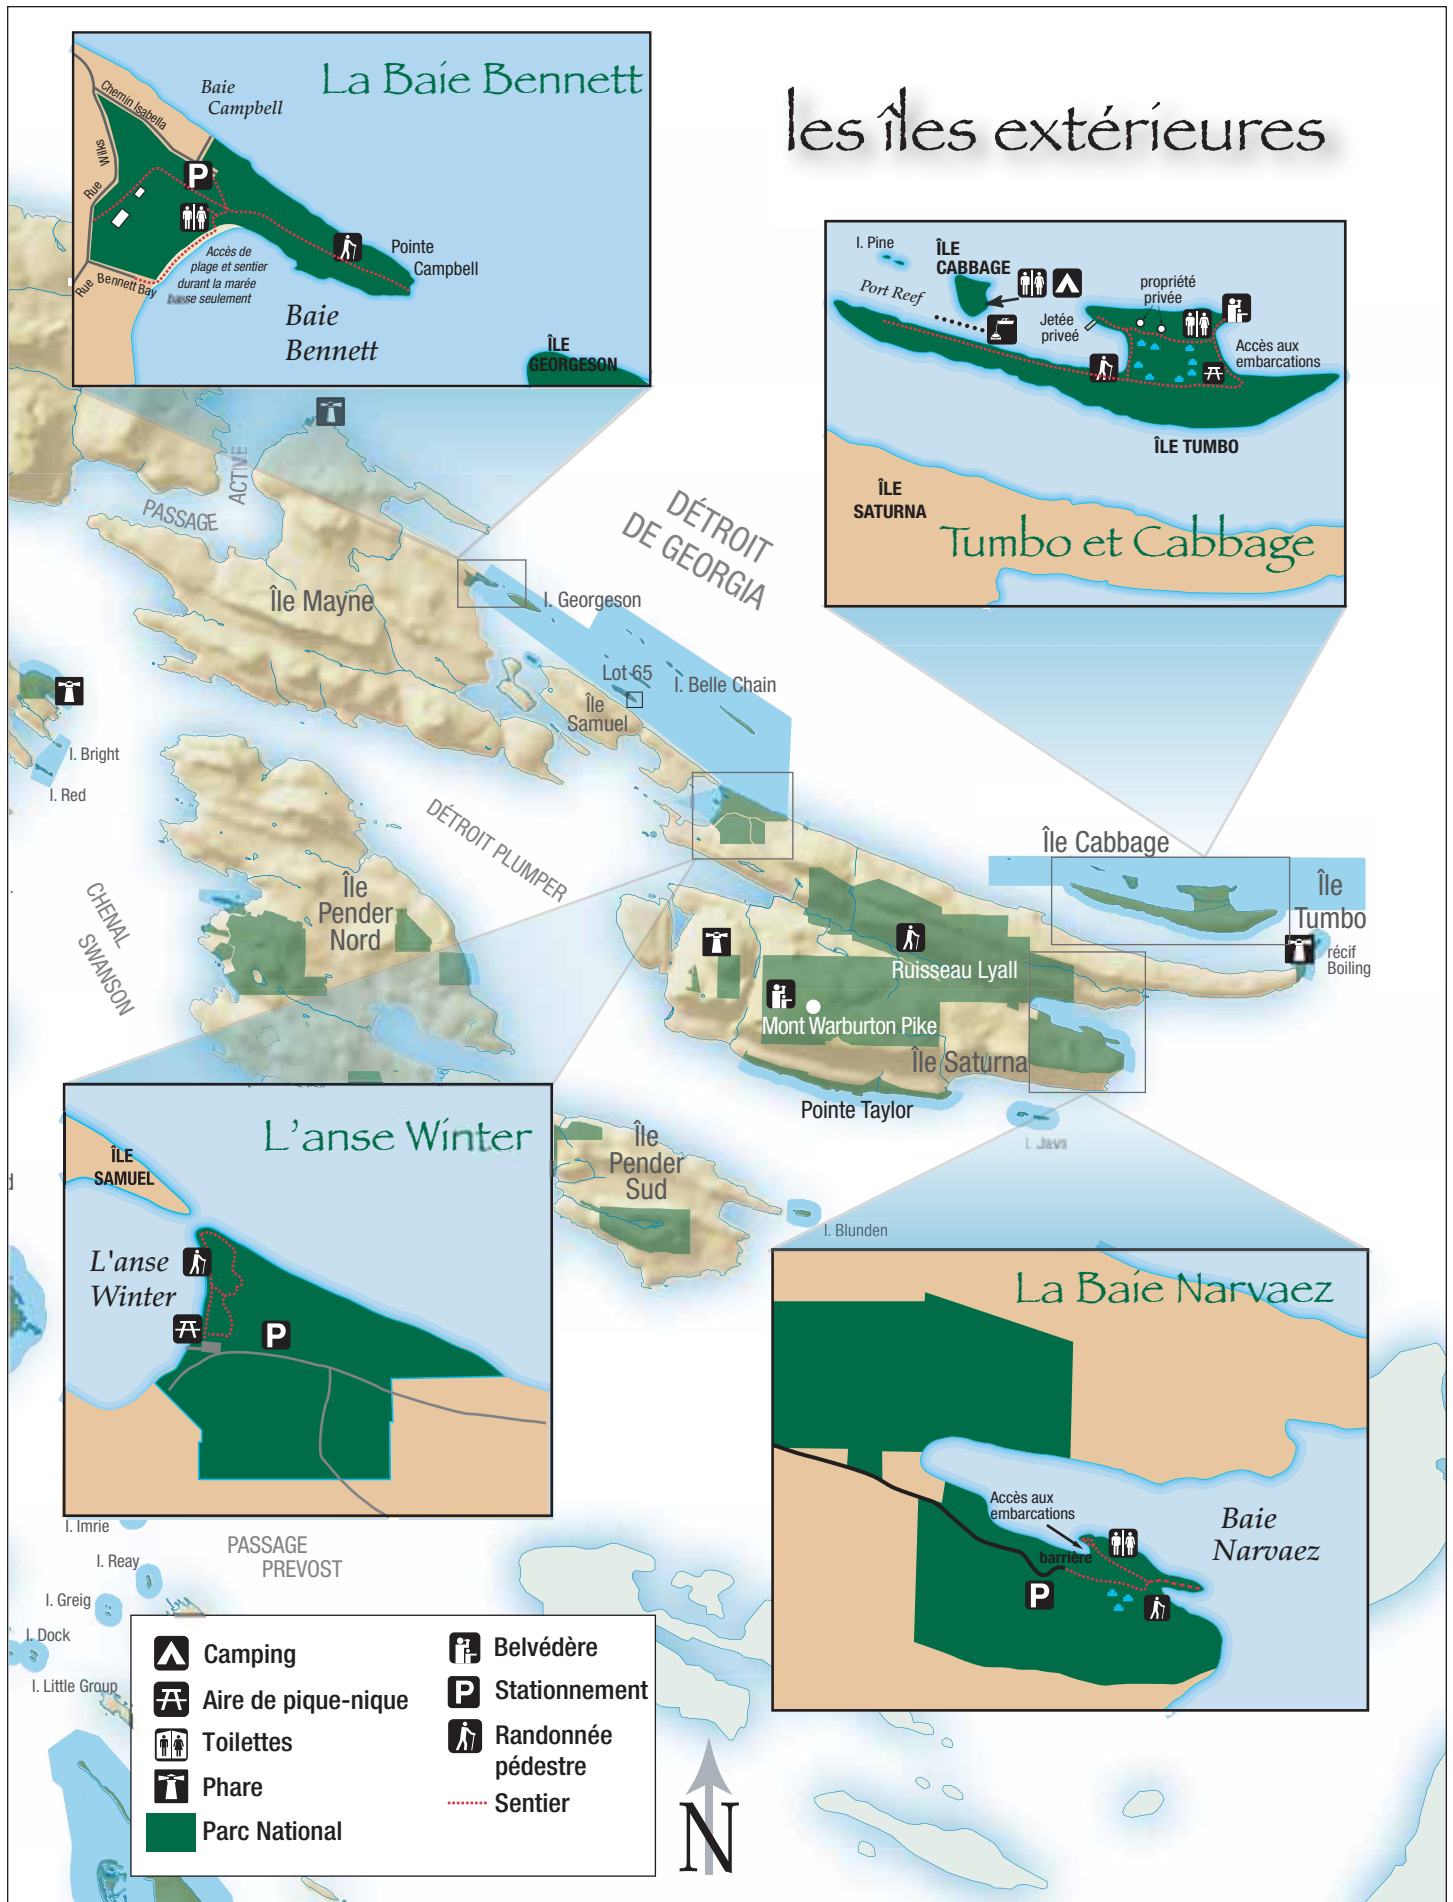 les îles extérieures
La Baie Bennett
Baie
Campbell
Chemin Isabella
Rue Wilks
P
Accès de
plage et sentier
durant la marée
basse seulement
Rue Bennett Bay
Pointe
Campbell
Baie
Bennett
ÎLE
GEORGESON
I. Pine
ÎLE
CABBAGE
Port Reef
propriété
privée
Jetée
priveé
Accès aux
embarcations
ÎLE TUMBO
ÎLE
SATURNA
Tumbo et Cabbage
PASSAGE
ACTIVE
DÉTROIT
DE GEORGIA
Île Mayne
I. Georgeson
Lot 65
I. Belle Chain
Île
Samuel
I. Bright
I. Red
DÉTROIT PLUMPER
CHENAL
SWANSON
Île
Pender
Nord
Île Cabbage
Île
Tumbo
récif
Boiling
Ruisseau Lyall
Mont Warburton Pike
Île Saturna
Pointe Taylor
I. Java
Île
Pender
Sud
I. Blunden
L'anse Winter
ÎLE
SAMUEL
L'anse
Winter
P
La Baie Narvaez
Accès aux
embarcations
barrière
Baie
Narvaez
P
I. Imrie
PASSAGE
PREVOST
I. Reay
I. Greig
I. Dock
I. Little Group
Camping
Aire de pique-nique
Toilettes
Phare
Parc National
Belvédère
P Stationnement
Randonnée
pédestre
Sentier
N